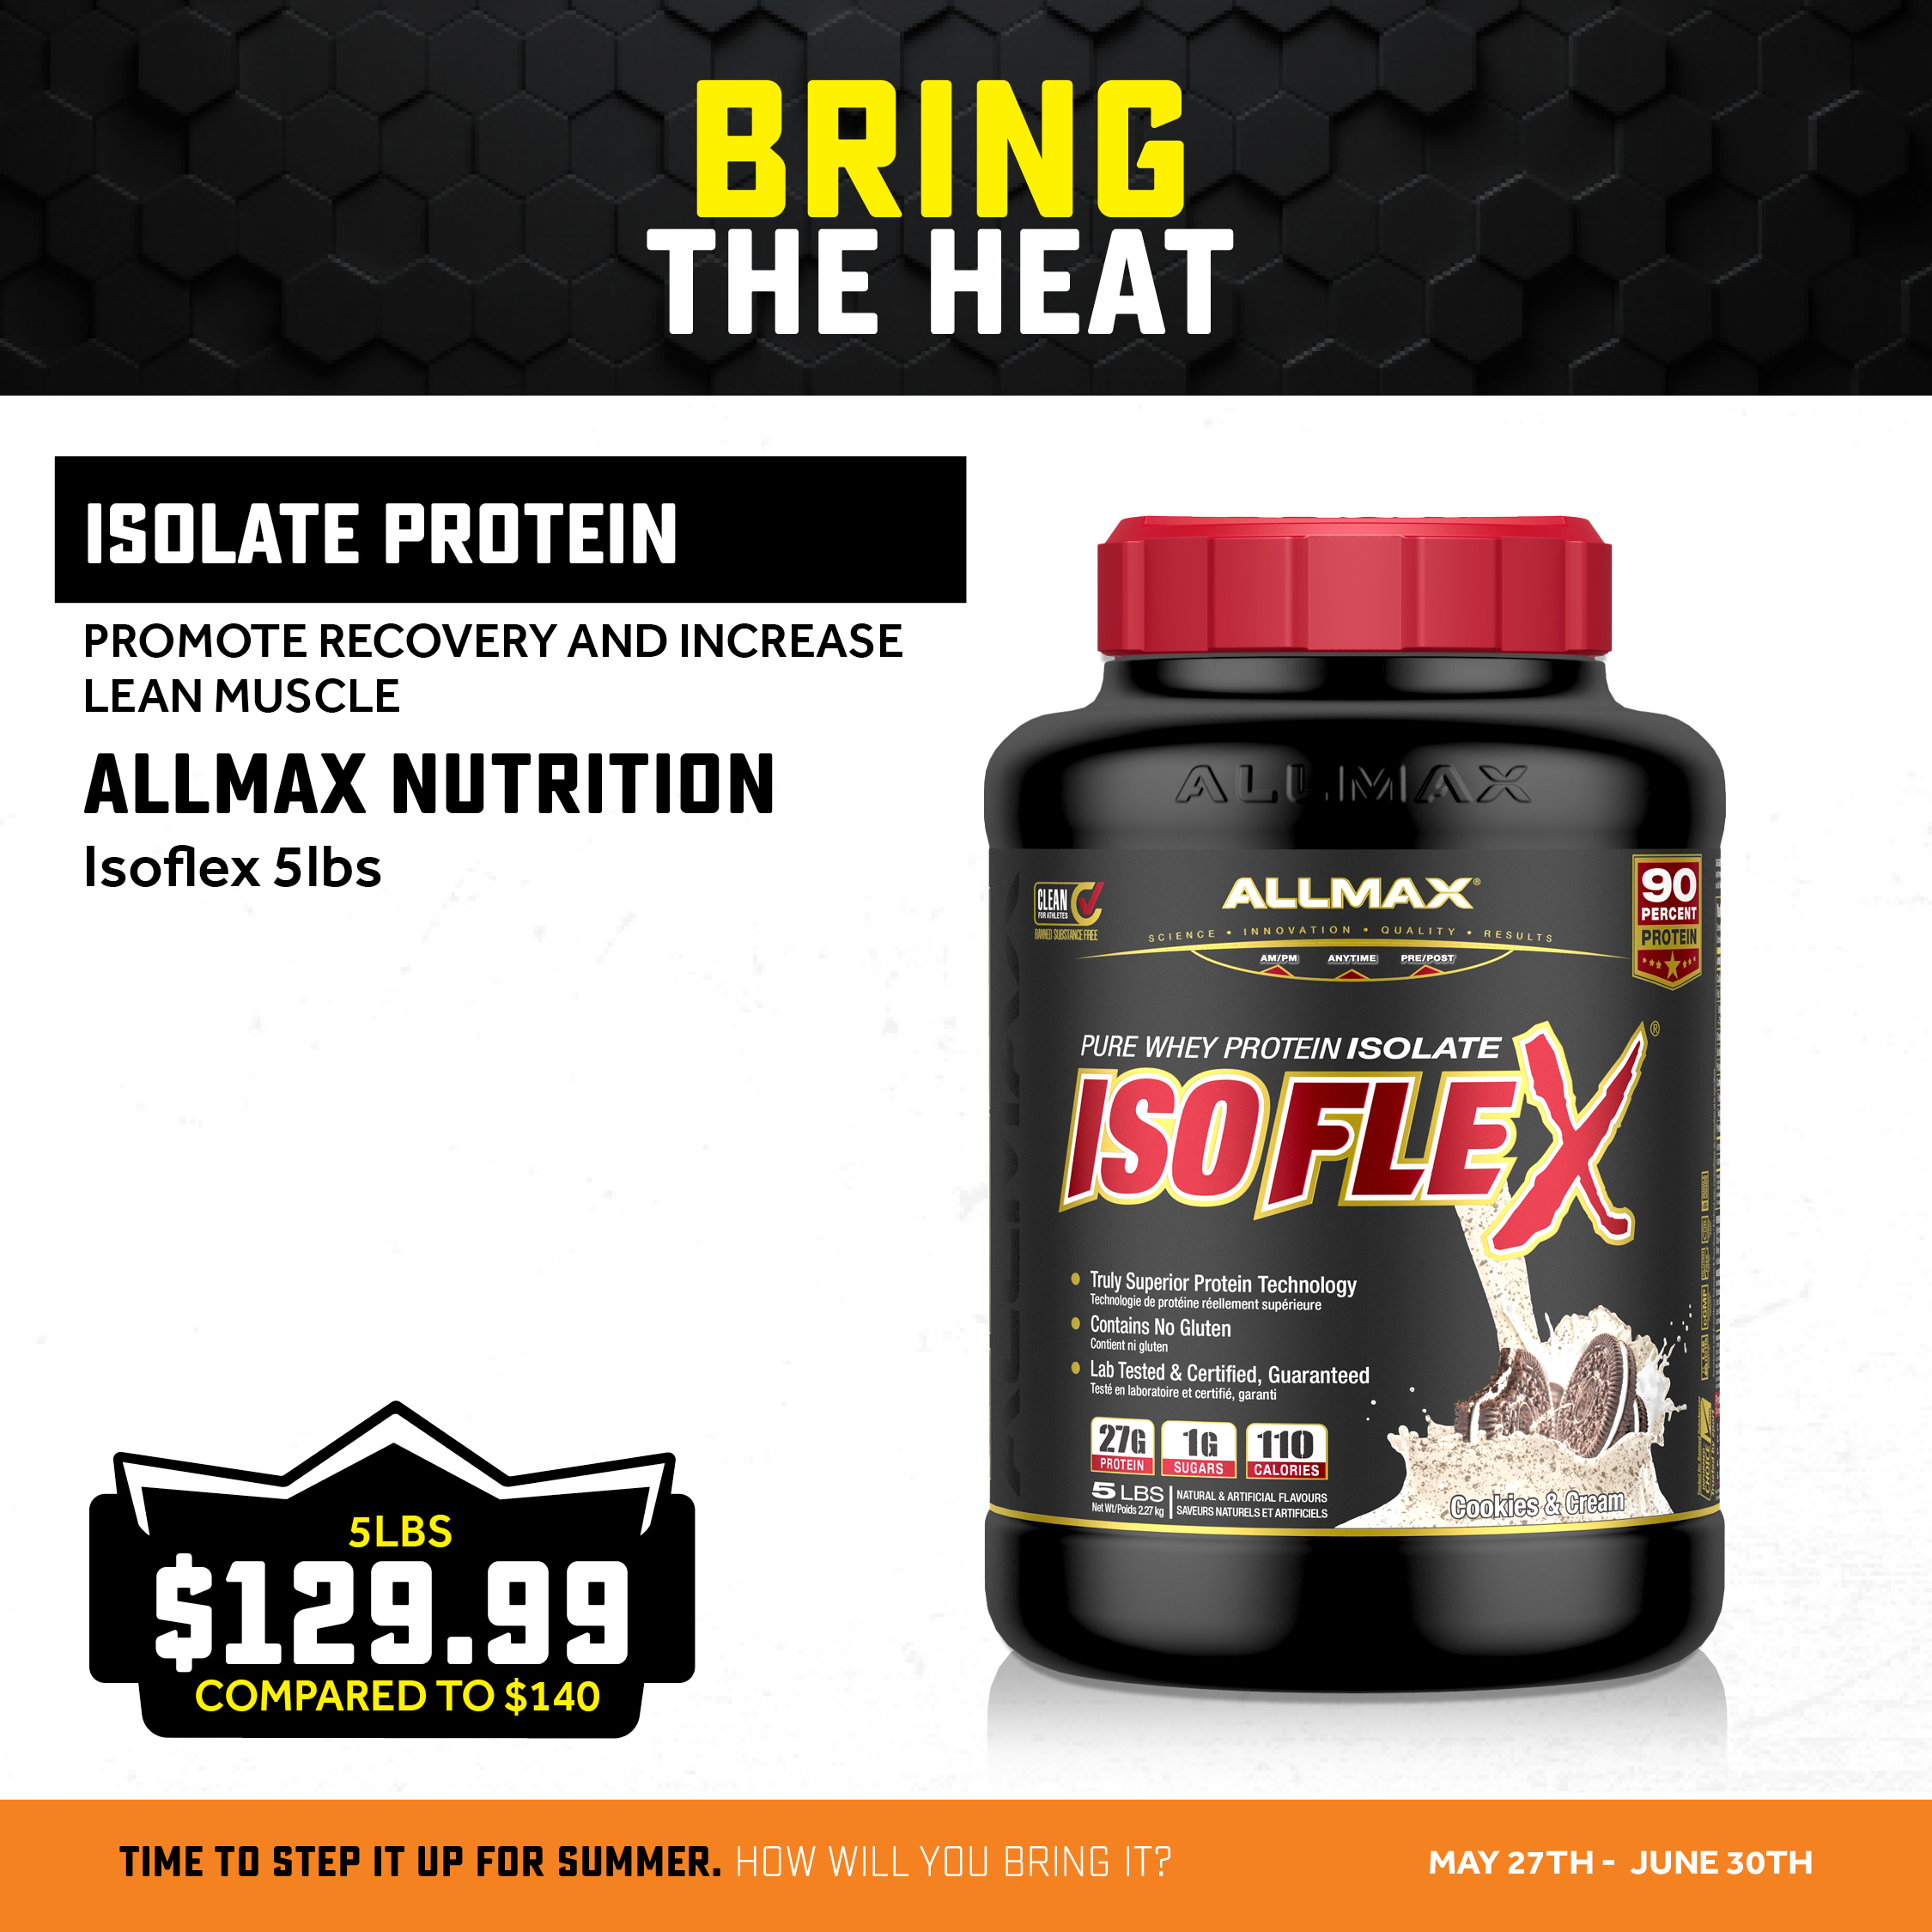 BRING
THE HEAT
ISOLATE PROTEIN
PROMOTE RECOVERY AND INCREASE
LEAN MUSCLE
ALLMAX NUTRITION
Isoflex 5lbs
ALLMAX
CLEAN
FOR ATHLETES
BANNED SUBSTANCE FREE
ALLMAX®
SCIENCE • INNOVATION • QUALITY • RESULTS
AM/PM ANYTIME PRE/POST
90
PERCENT
PROTEIN
PURE WHEY PROTEIN ISOLATE
ISOFLEX®
• Truly Superior Protein Technology
Technologie de protéine réellement supérieure
• Contains No Gluten
Contient ni gluten
• Lab Tested & Certified, Guaranteed
Testé en laboratoire et certifié, garanti
27G
PROTEIN
1G
SUGARS
110
CALORIES
5 LBS
Net Wt/Poids 2.27 kg
NATURAL & ARTIFICIAL FLAVOURS
SAVEURS NATURELS ET ARTIFICIELS
Cookies & Cream
5LBS
$129.99
COMPARED TO $140
TIME TO STEP IT UP FOR SUMMER. HOW WILL YOU BRING IT?
MAY 27TH - JUNE 30TH